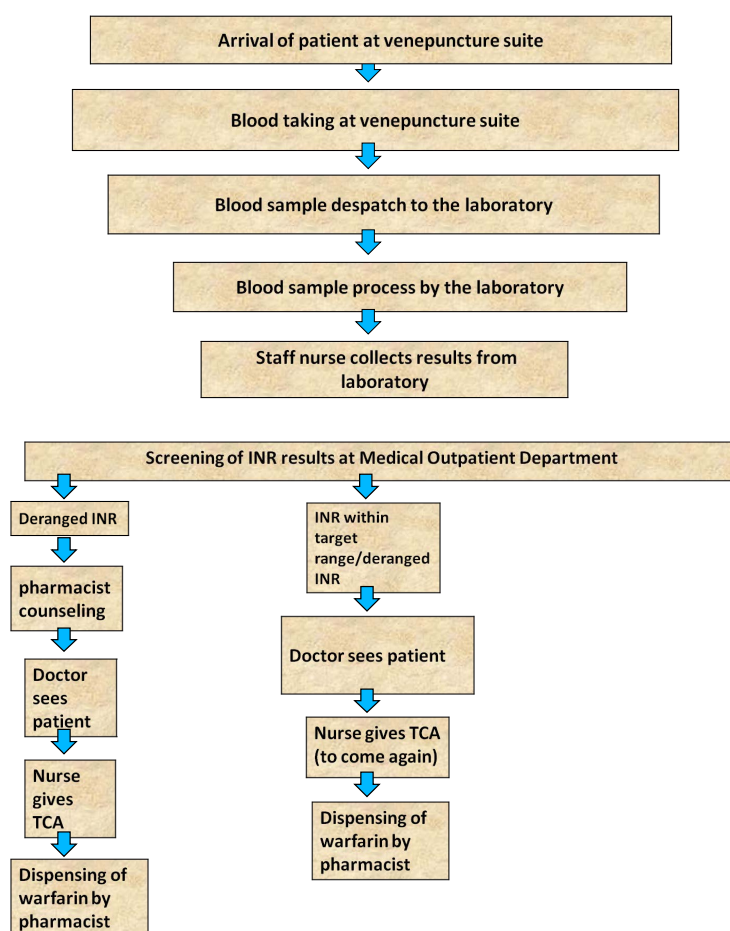 Arrival of patient at venepuncture suite
Blood taking at venepuncture suite
Blood sample despatch to the laboratory
Blood sample process by the laboratory
Staff nurse collects results from
laboratory
Screening of INR results at Medical Outpatient Department
Deranged INR
pharmacist
counseling
Doctor
sees
patient
Nurse
gives
TCA
Dispensing of
warfarin by
pharmacist
INR within
target
range/deranged
INR
Doctor sees patient
Nurse gives TCA
(to come again)
Dispensing of
warfarin by
pharmacist